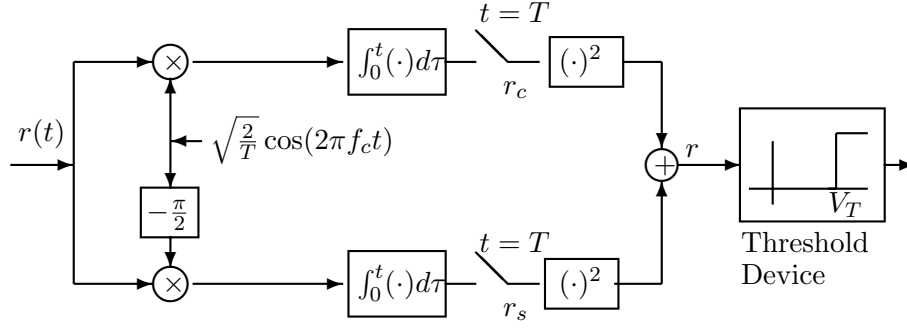 t = T
× ∫₀ᵗ(·)dτ (·)²
r_c
r(t) √(2/T) cos(2πf_c t)
+ r
−π/2
V_T
t = T
Threshold
Device
× ∫₀ᵗ(·)dτ (·)²
r_s